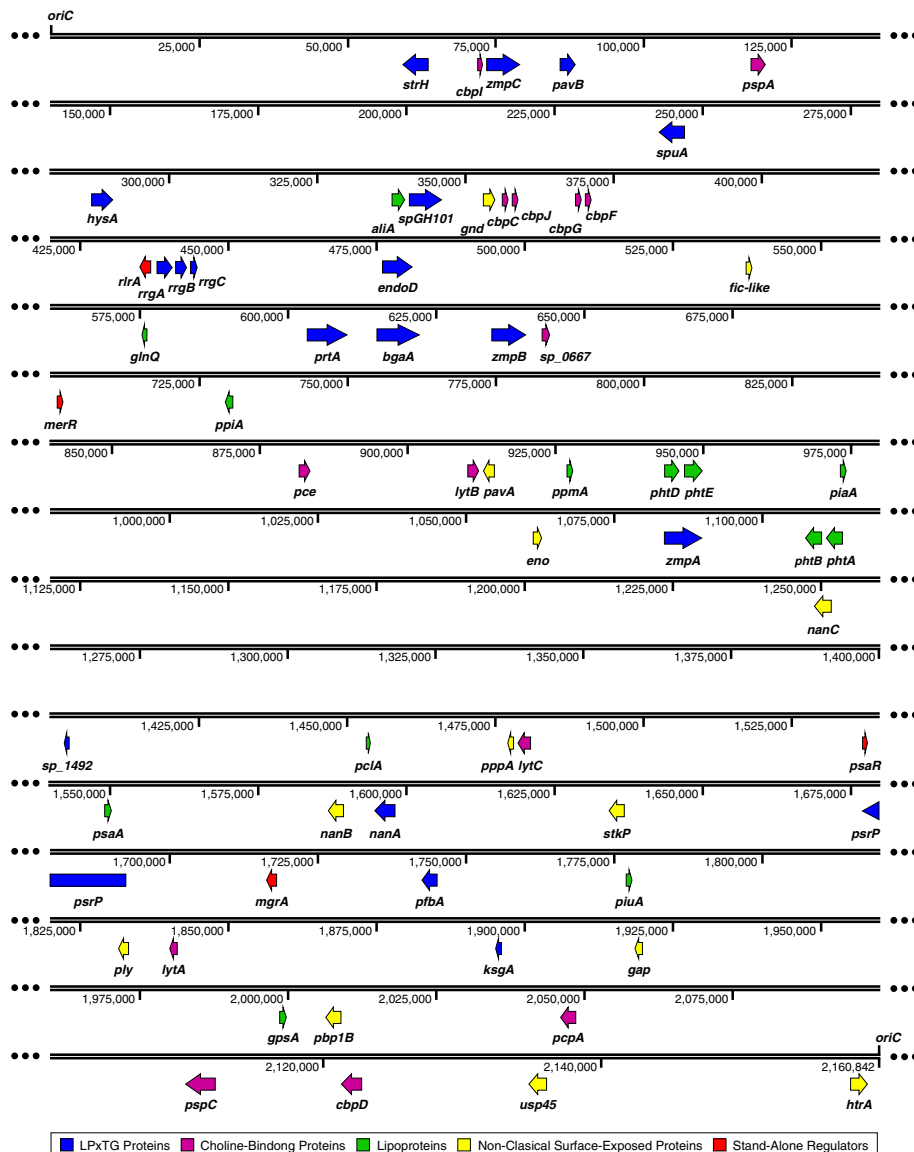 oriC
25,000 50,000 75,000 100,000 125,000
strH cbpI zmpC pavB pspA
150,000 175,000 200,000 225,000 250,000 275,000
spuA
300,000 325,000 350,000 375,000 400,000
hysA aliA spGH101 gnd cbpC cbpJ cbpG cbpF
425,000 450,000 475,000 500,000 525,000 550,000
rlrA rrgA rrgB rrgC endoD fic-like
575,000 600,000 625,000 650,000 675,000
glnQ prtA bgaA zmpB sp_0667
725,000 750,000 775,000 800,000 825,000
merR ppiA
850,000 875,000 900,000 925,000 950,000 975,000
pce lytB pavA ppmA phtD phtE piaA
1,000,000 1,025,000 1,050,000 1,075,000 1,100,000
eno zmpA phtB phtA
1,125,000 1,150,000 1,175,000 1,200,000 1,225,000 1,250,000
nanC
1,275,000 1,300,000 1,325,000 1,350,000 1,375,000 1,400,000
1,425,000 1,450,000 1,475,000 1,500,000 1,525,000
sp_1492 pclA pppA lytC psaR
1,550,000 1,575,000 1,600,000 1,625,000 1,650,000 1,675,000
psaA nanB nanA stkP psrP
1,700,000 1,725,000 1,750,000 1,775,000 1,800,000
psrP mgrA pfbA piuA
1,825,000 1,850,000 1,875,000 1,900,000 1,925,000 1,950,000
ply lytA ksgA gap
1,975,000 2,000,000 2,025,000 2,050,000 2,075,000
gpsA pbp1B pcpA
oriC
2,120,000 2,140,000 2,160,842
pspC cbpD usp45 htrA
LPxTG Proteins Choline-Bindong Proteins Lipoproteins Non-Clasical Surface-Exposed Proteins Stand-Alone Regulators